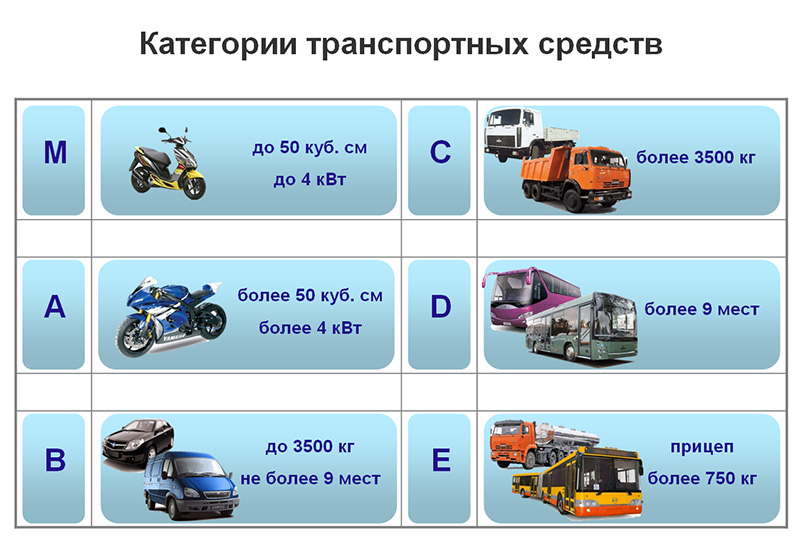 Категории транспортных средств
M
до 50 куб. см
до 4 кВт
C
более 3500 кг
A
более 50 куб. см
более 4 кВт
YAMAHA
D
более 9 мест
B
до 3500 кг
не более 9 мест
E
прицеп
более 750 кг